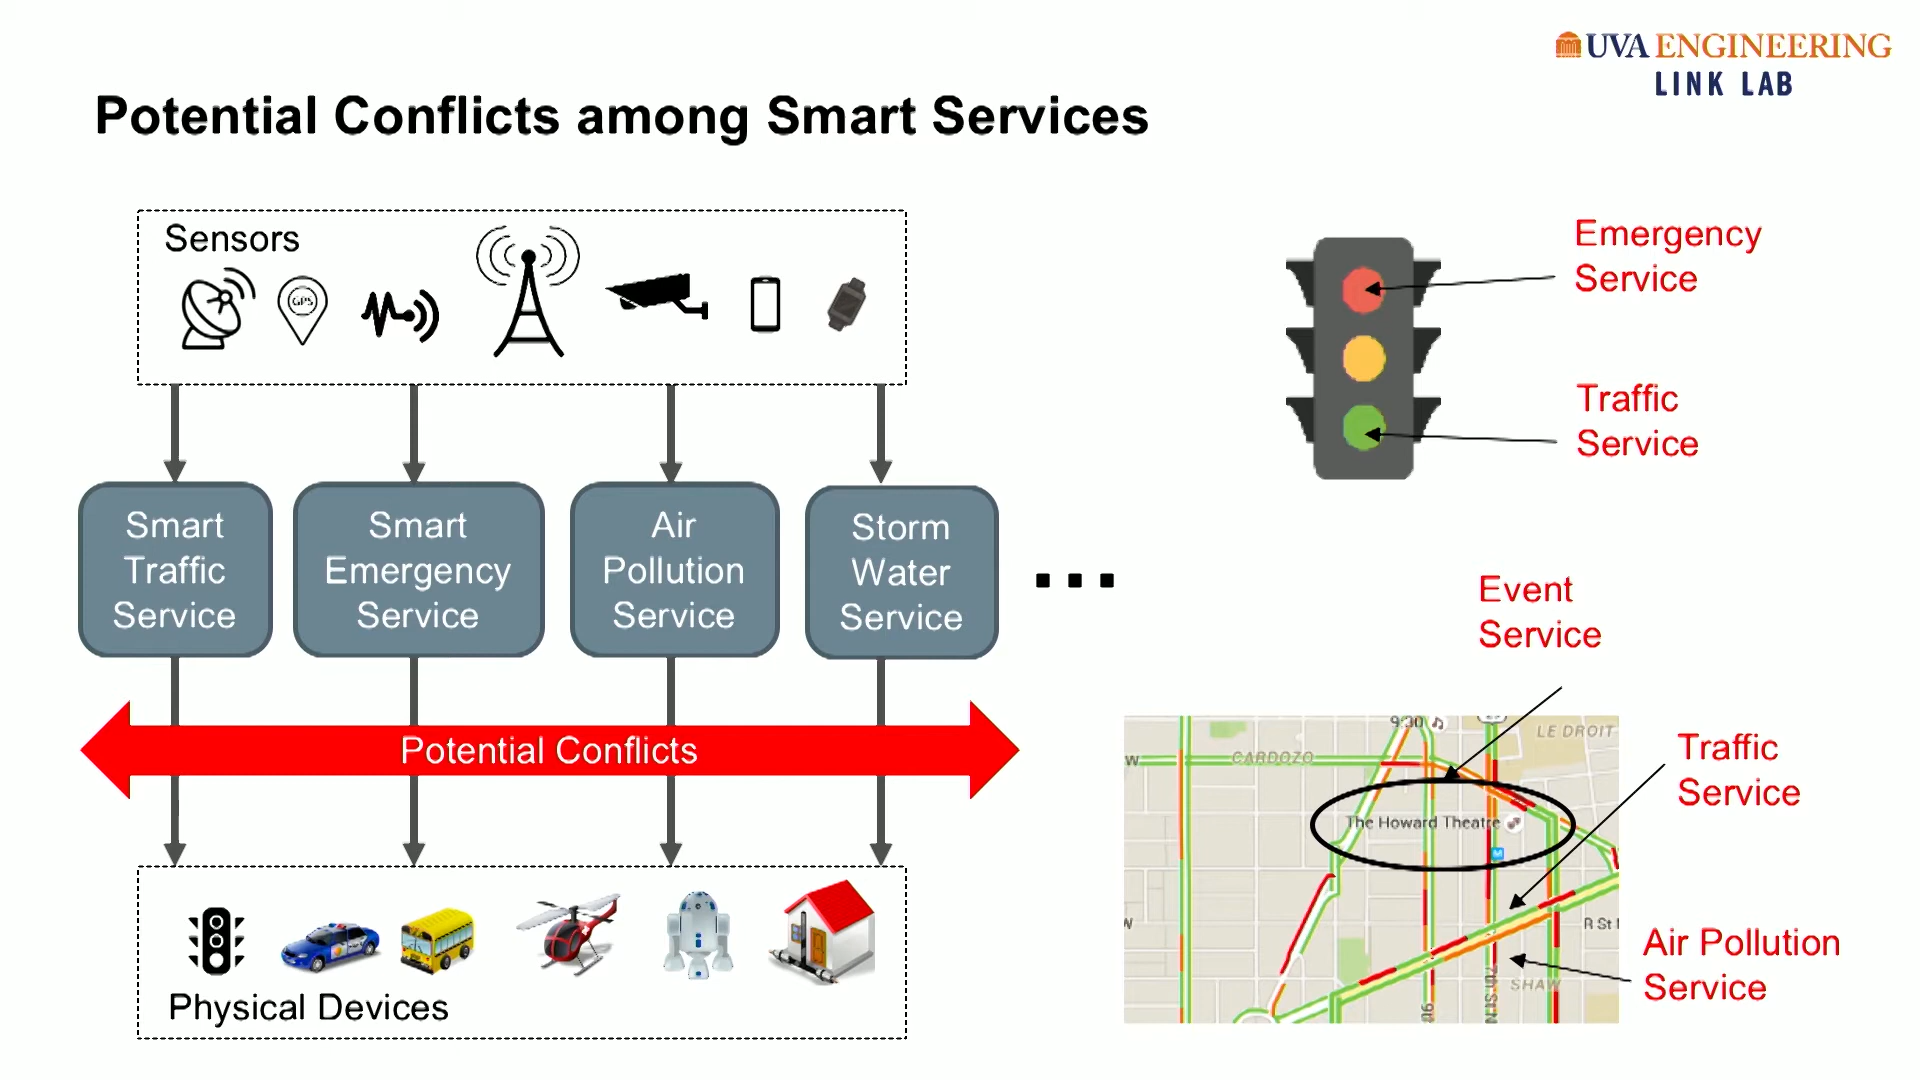 UVA ENGINEERING
LINK LAB
Potential Conflicts among Smart Services
Sensors
GPS
Smart
Traffic
Service
Smart
Emergency
Service
Air
Pollution
Service
Storm
Water
Service
...
Potential Conflicts
Physical Devices
Emergency
Service
Traffic
Service
Event
Service
Traffic
Service
Air Pollution
Service
9:30
LE DROIT
W
CARDOZO
The Howard Theatre
M
W
R St
7th St N
SHAW